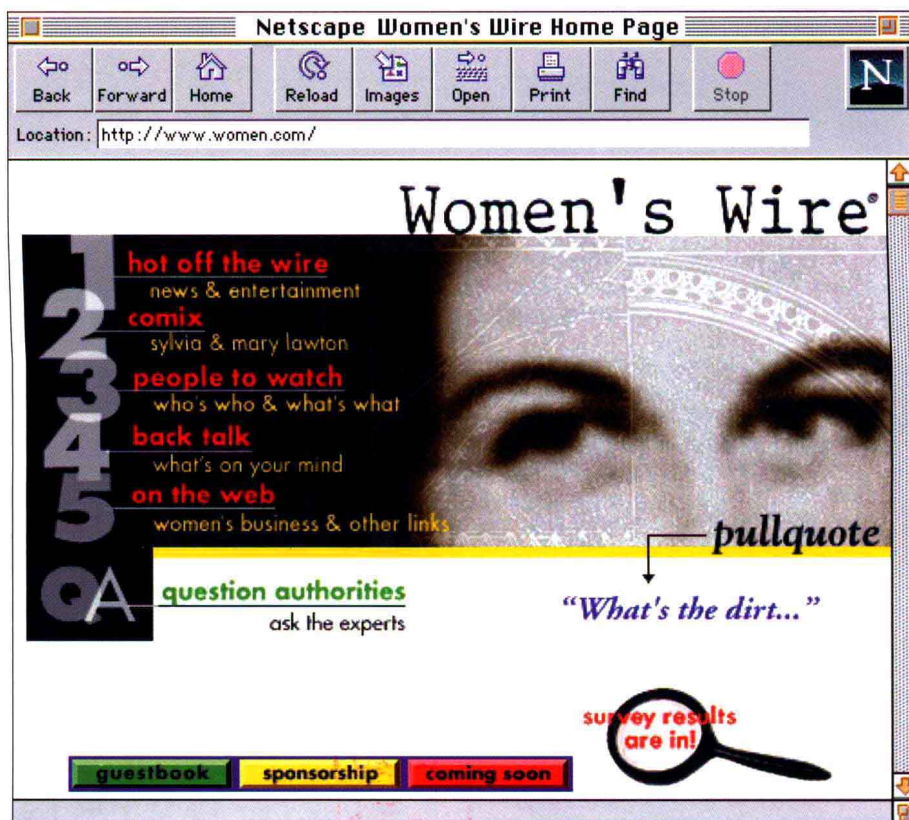 Netscape Women's Wire Home Page
Back Forward Home Reload Images Open Print Find Stop N
Location: http://www.women.com/
Women's Wire®
1 hot off the wire
news & entertainment
2 comix
sylvia & mary lawton
3 people to watch
who's who & what's what
4 back talk
what's on your mind
5 on the web
women's business & other links
pullquote
QA question authorities
ask the experts
"What's the dirt..."
survey results
are in!
guestbook sponsorship coming soon